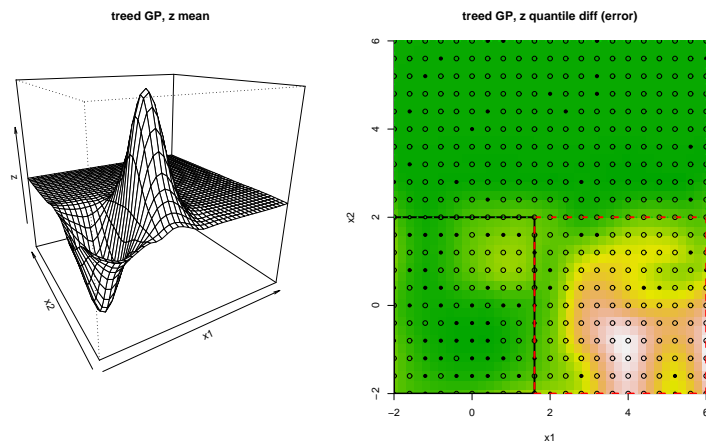 treed GP, z mean
z
x2
x1
treed GP, z quantile diff (error)
6
4
2
0
−2
x2
−2 0 2 4 6
x1